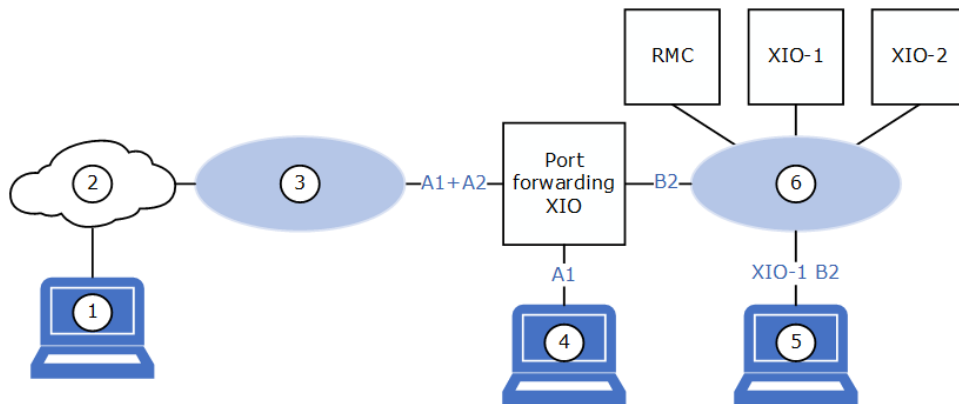 RMC
XIO-1
XIO-2
2
3
A1+A2
Port
forwarding
XIO
B2
6
A1
XIO-1 B2
1
4
5